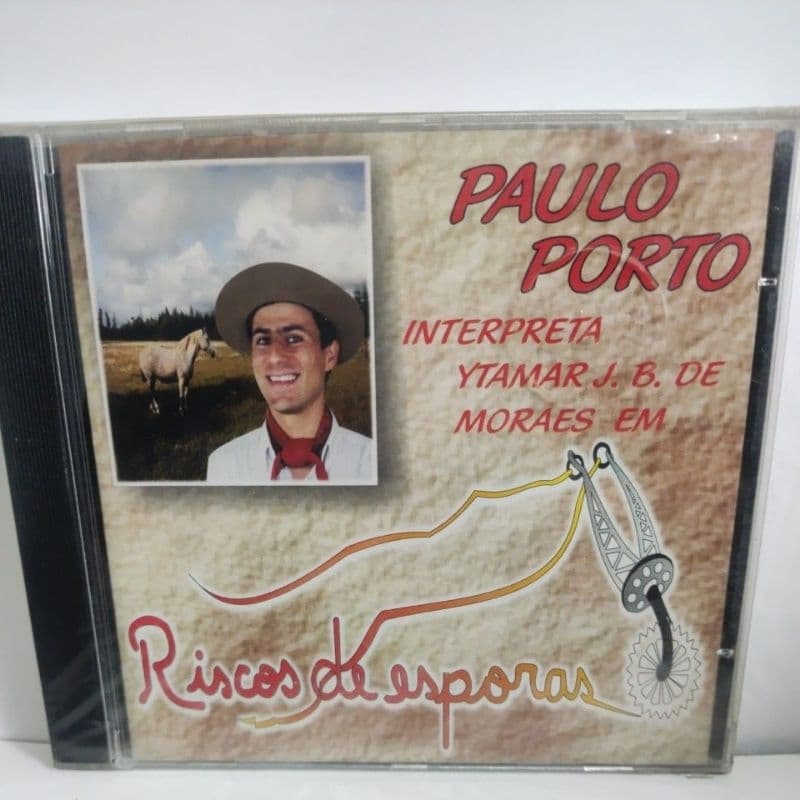 PAULO
PORTO
INTERPRETA
YTAMAR J. B. DE
MORAES EM
Riscos de esporas